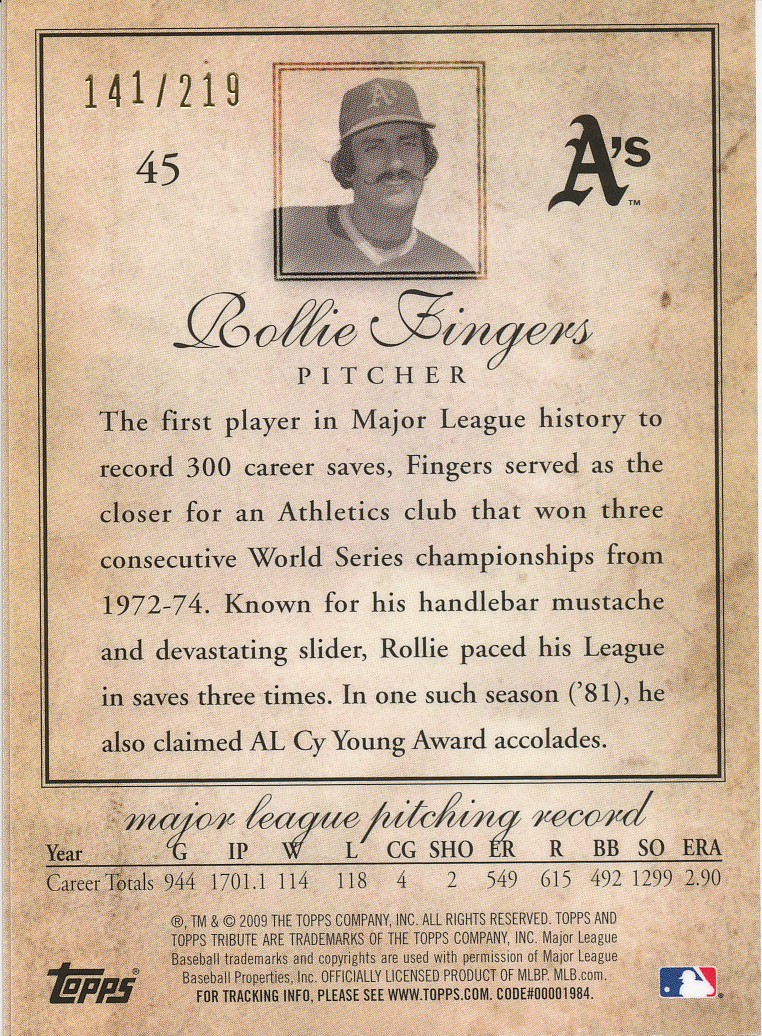 141/219
45
A
A's
™
Rollie Fingers
PITCHER
The first player in Major League history to
record 300 career saves, Fingers served as the
closer for an Athletics club that won three
consecutive World Series championships from
1972-74. Known for his handlebar mustache
and devastating slider, Rollie paced his League
in saves three times. In one such season ('81), he
also claimed AL Cy Young Award accolades.
major league pitching record
Year G IP W L CG SHO ER R BB SO ERA
Career Totals 944 1701.1 114 118 4 2 549 615 492 1299 2.90
®, TM & © 2009 THE TOPPS COMPANY, INC. ALL RIGHTS RESERVED. TOPPS AND
TOPPS TRIBUTE ARE TRADEMARKS OF THE TOPPS COMPANY, INC. Major League
Baseball trademarks and copyrights are used with permission of Major League
Baseball Properties, Inc. OFFICIALLY LICENSED PRODUCT OF MLBP. MLB.com.
FOR TRACKING INFO, PLEASE SEE WWW.TOPPS.COM. CODE#00001984.
topps®
®